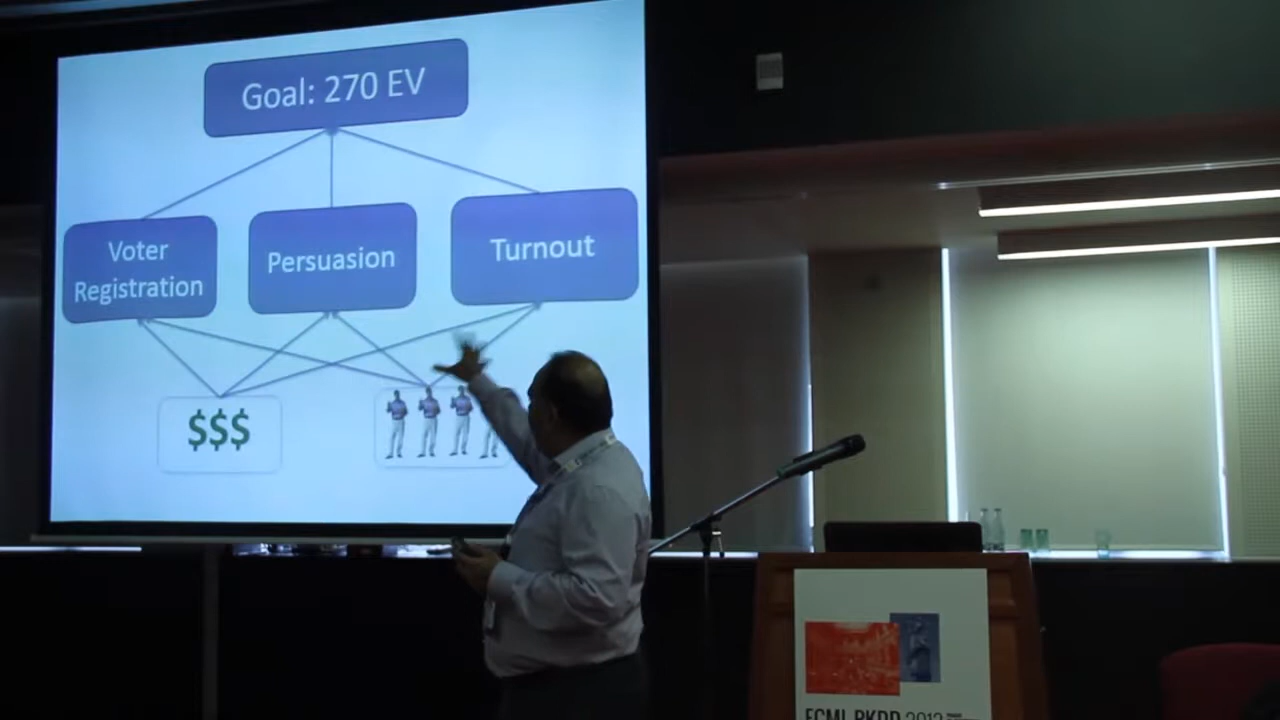 Goal: 270 EV
Voter
Registration
Persuasion
Turnout
$$$
ECML PKDD 2013